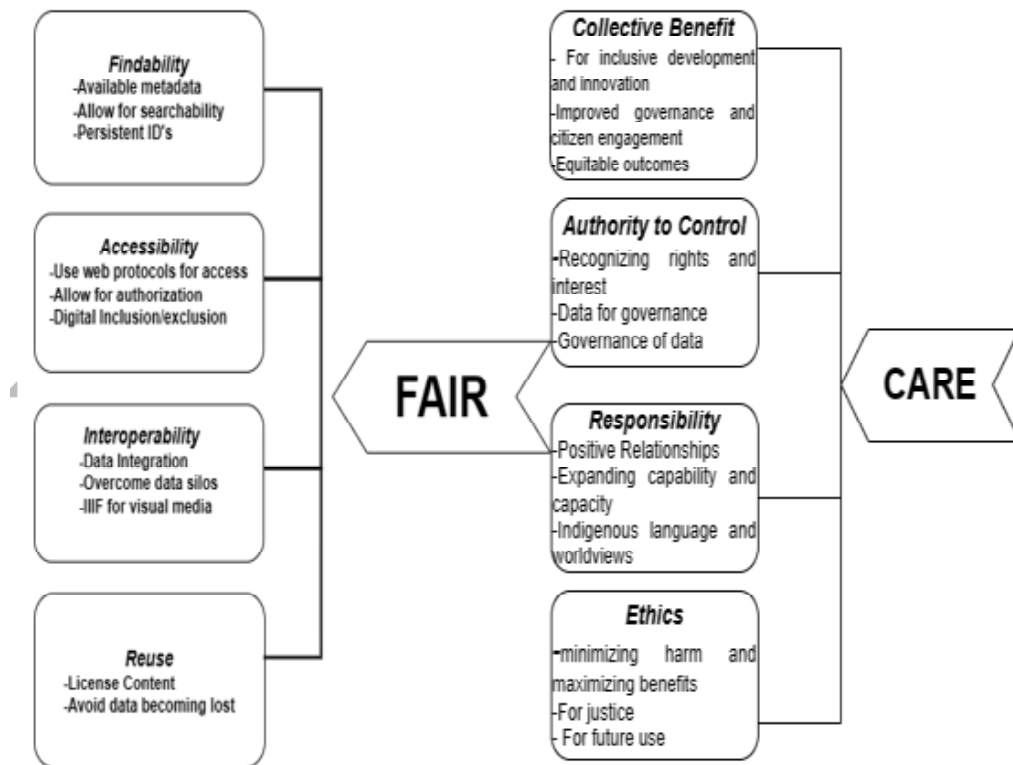 Findability
-Available metadata
-Allow for searchability
-Persistent ID's
Accessibility
-Use web protocols for access
-Allow for authorization
-Digital Inclusion/exclusion
Interoperability
-Data Integration
-Overcome data silos
-IIIF for visual media
Reuse
-License Content
-Avoid data becoming lost
FAIR
Collective Benefit
- For inclusive development
and innovation
-Improved governance and
citizen engagement
-Equitable outcomes
Authority to Control
-Recognizing rights and
interest
-Data for governance
-Governance of data
Responsibility
-Positive Relationships
-Expanding capability and
capacity
-Indigenous language and
worldviews
Ethics
-minimizing harm and
maximizing benefits
-For justice
- For future use
CARE